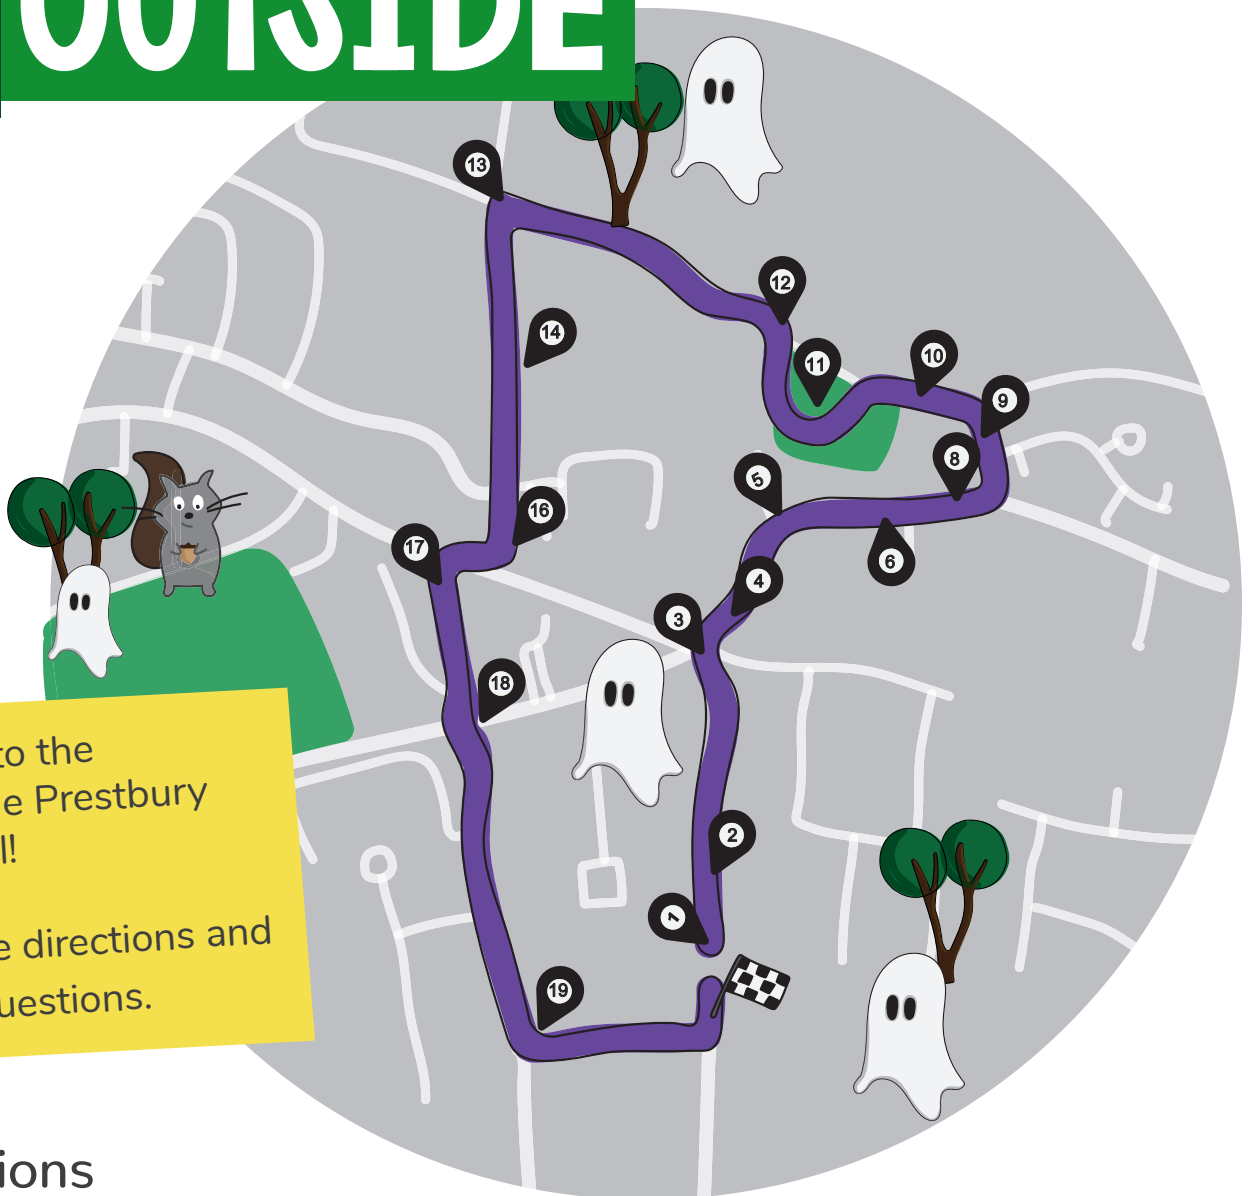 OUTSIDE
13
12
14
11
10
9
8
5
16
17
6
4
3
18
to the
e Prestbury
l!
2
1
e directions and
uestions.
19
ions